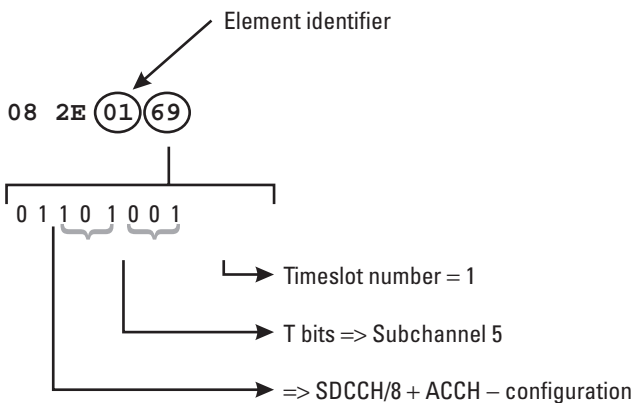 Element identifier
08 2E 01 69
0 1 1 0 1 0 0 1
Timeslot number = 1
T bits => Subchannel 5
=> SDCCH/8 + ACCH – configuration